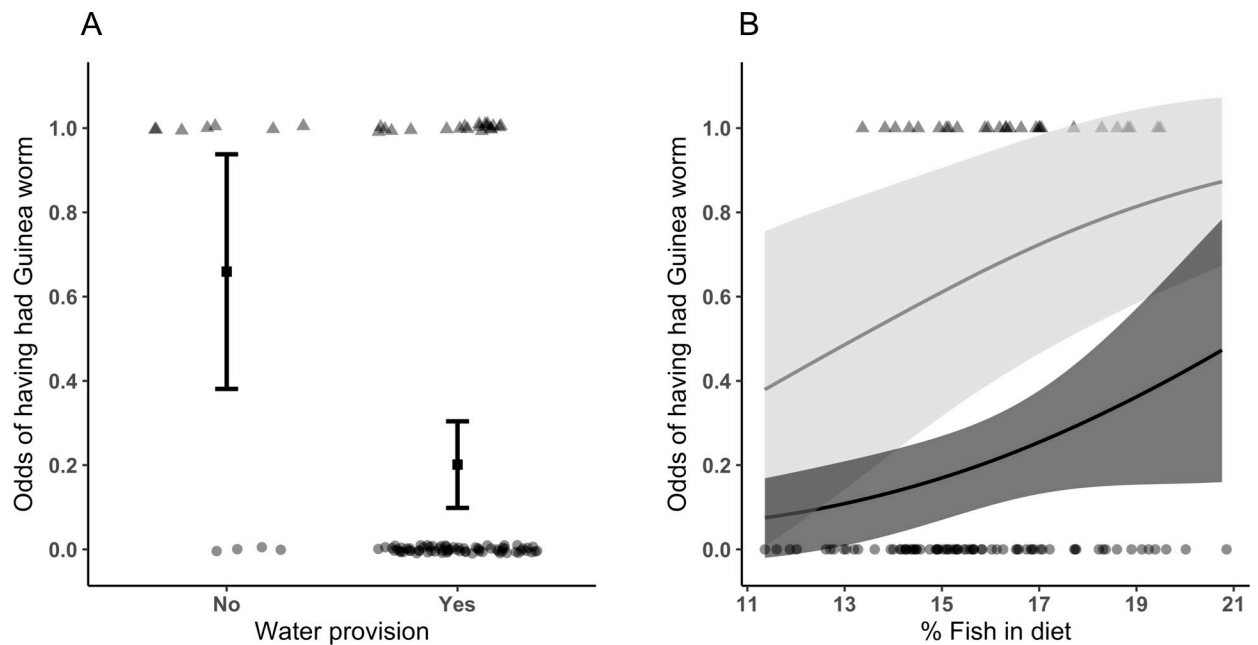 A
Odds of having had Guinea worm
1.0
0.8
0.6
0.4
0.2
0.0
No Yes
Water provision
B
Odds of having had Guinea worm
1.0
0.8
0.6
0.4
0.2
0.0
11 13 15 17 19 21
% Fish in diet